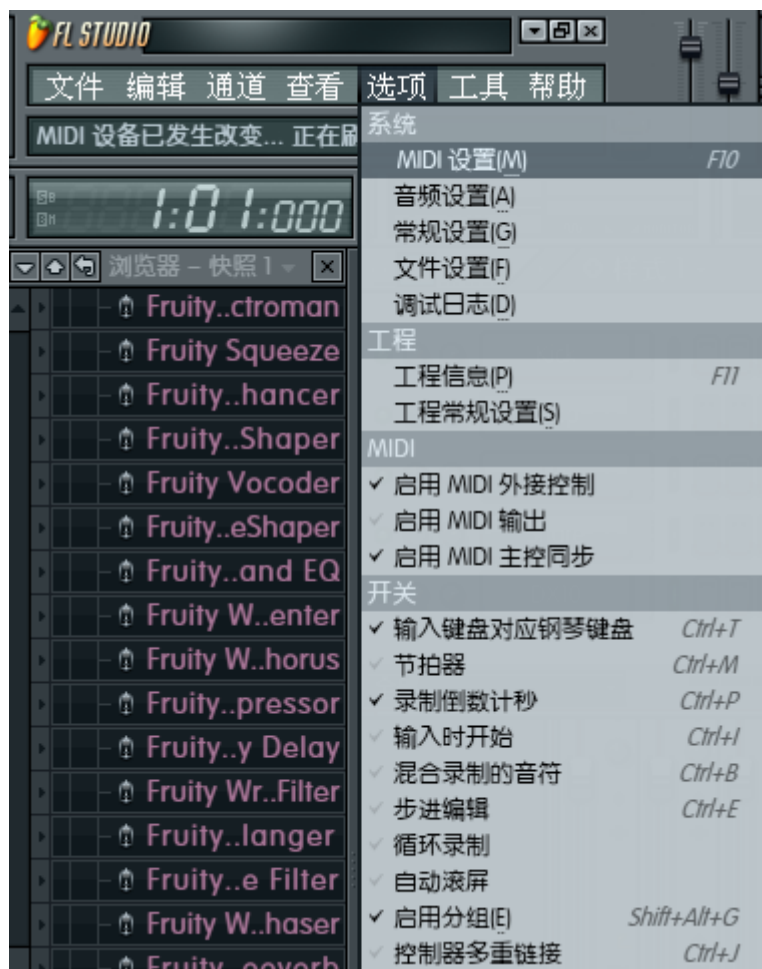 FL STUDIO
文件 编辑 通道 查看 选项 工具 帮助
MIDI 设备已发生改变... 正在刷
1:01:000
浏览器 – 快照 1
Fruity..ctroman
Fruity Squeeze
Fruity..hancer
Fruity..Shaper
Fruity Vocoder
Fruity..eShaper
Fruity..and EQ
Fruity W..enter
Fruity W..horus
Fruity..pressor
Fruity..y Delay
Fruity Wr..Filter
Fruity..langer
Fruity..e Filter
Fruity W..haser
Fruity..eeverb
系统
MIDI 设置(M) F10
音频设置(A)
常规设置(G)
文件设置(F)
调试日志(D)
工程
工程信息(P) F11
工程常规设置(S)
MIDI
启用 MIDI 外接控制
启用 MIDI 输出
启用 MIDI 主控同步
开关
输入键盘对应钢琴键盘 Ctrl+T
节拍器 Ctrl+M
录制倒数计秒 Ctrl+P
输入时开始 Ctrl+I
混合录制的音符 Ctrl+B
步进编辑 Ctrl+E
循环录制
自动滚屏
启用分组(E) Shift+Alt+G
控制器多重链接 Ctrl+J